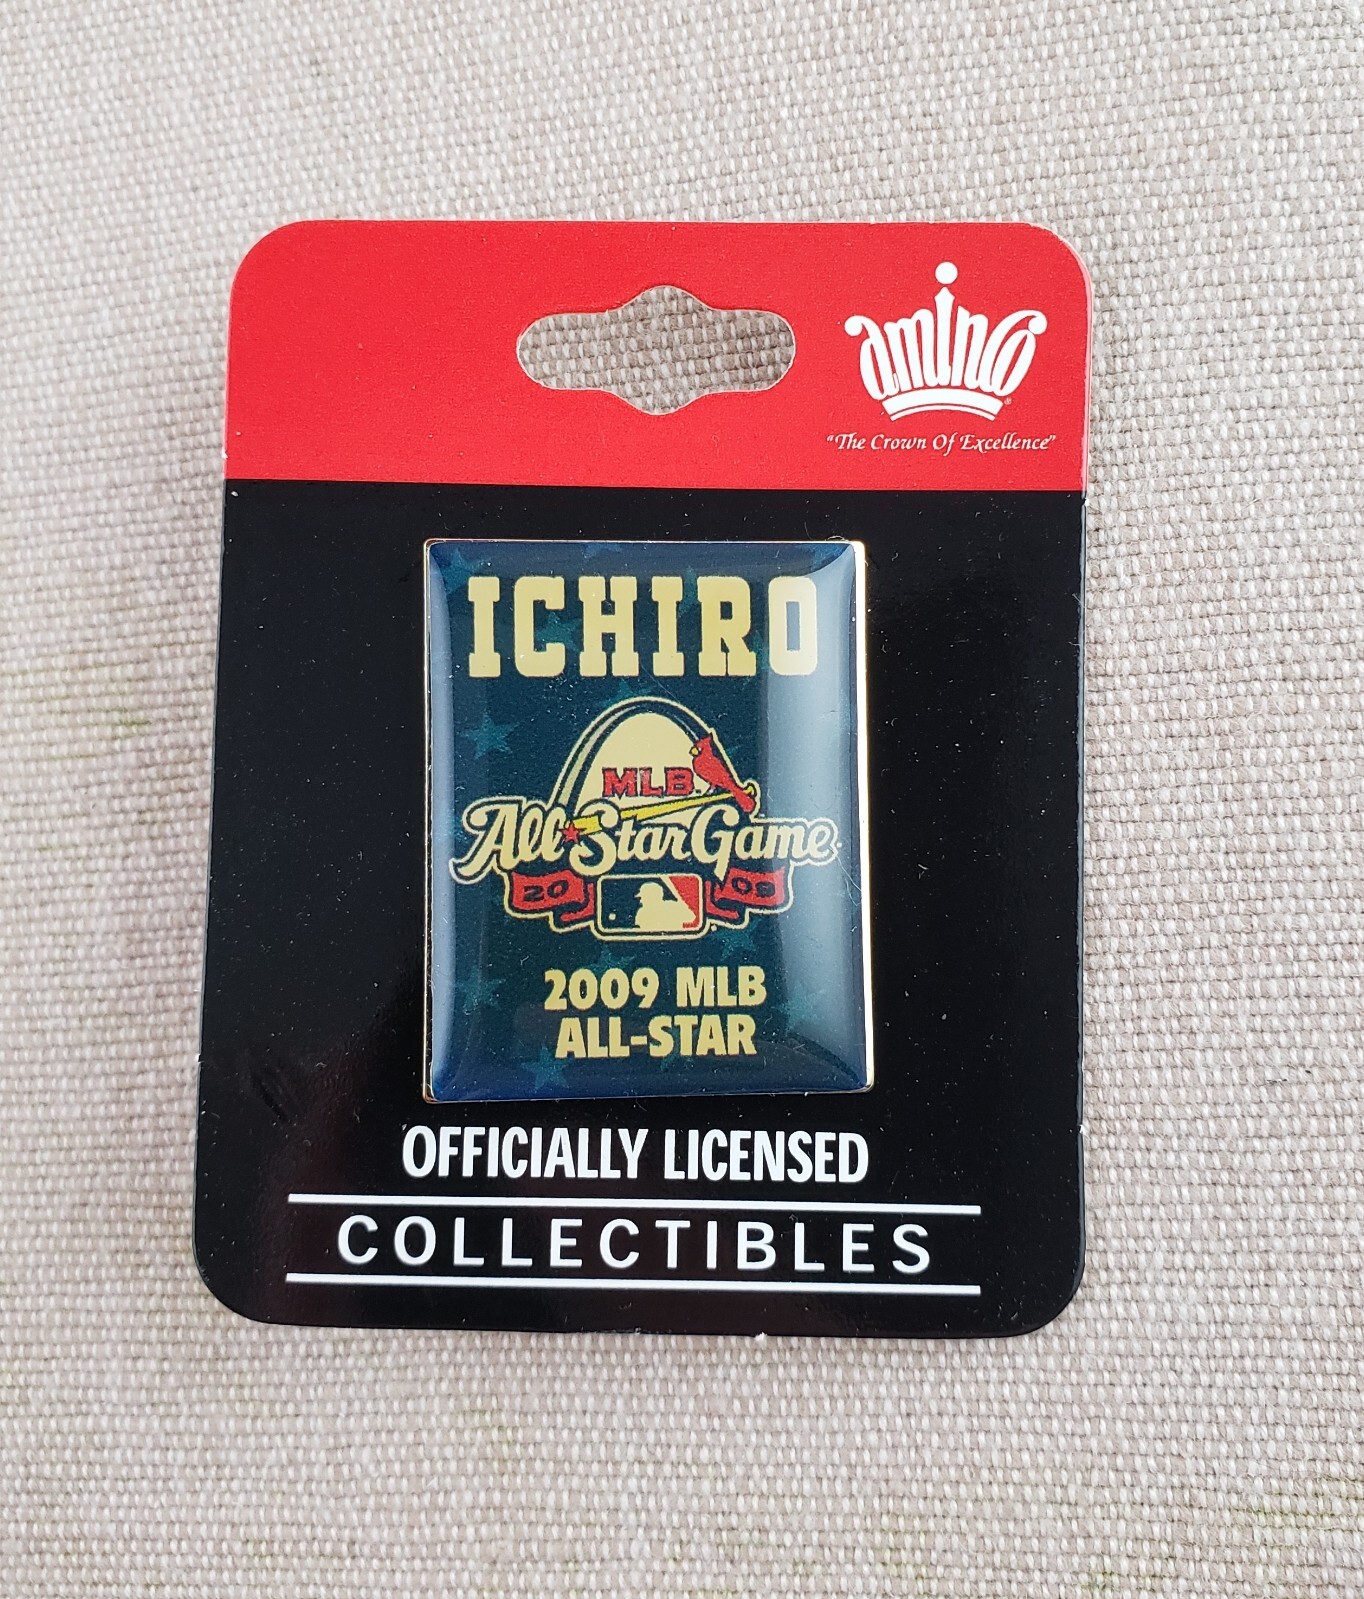 aminco
"The Crown Of Excellence"
ICHIRO
MLB
All★Star Game
20 09
2009 MLB
ALL-STAR
OFFICIALLY LICENSED
COLLECTIBLES